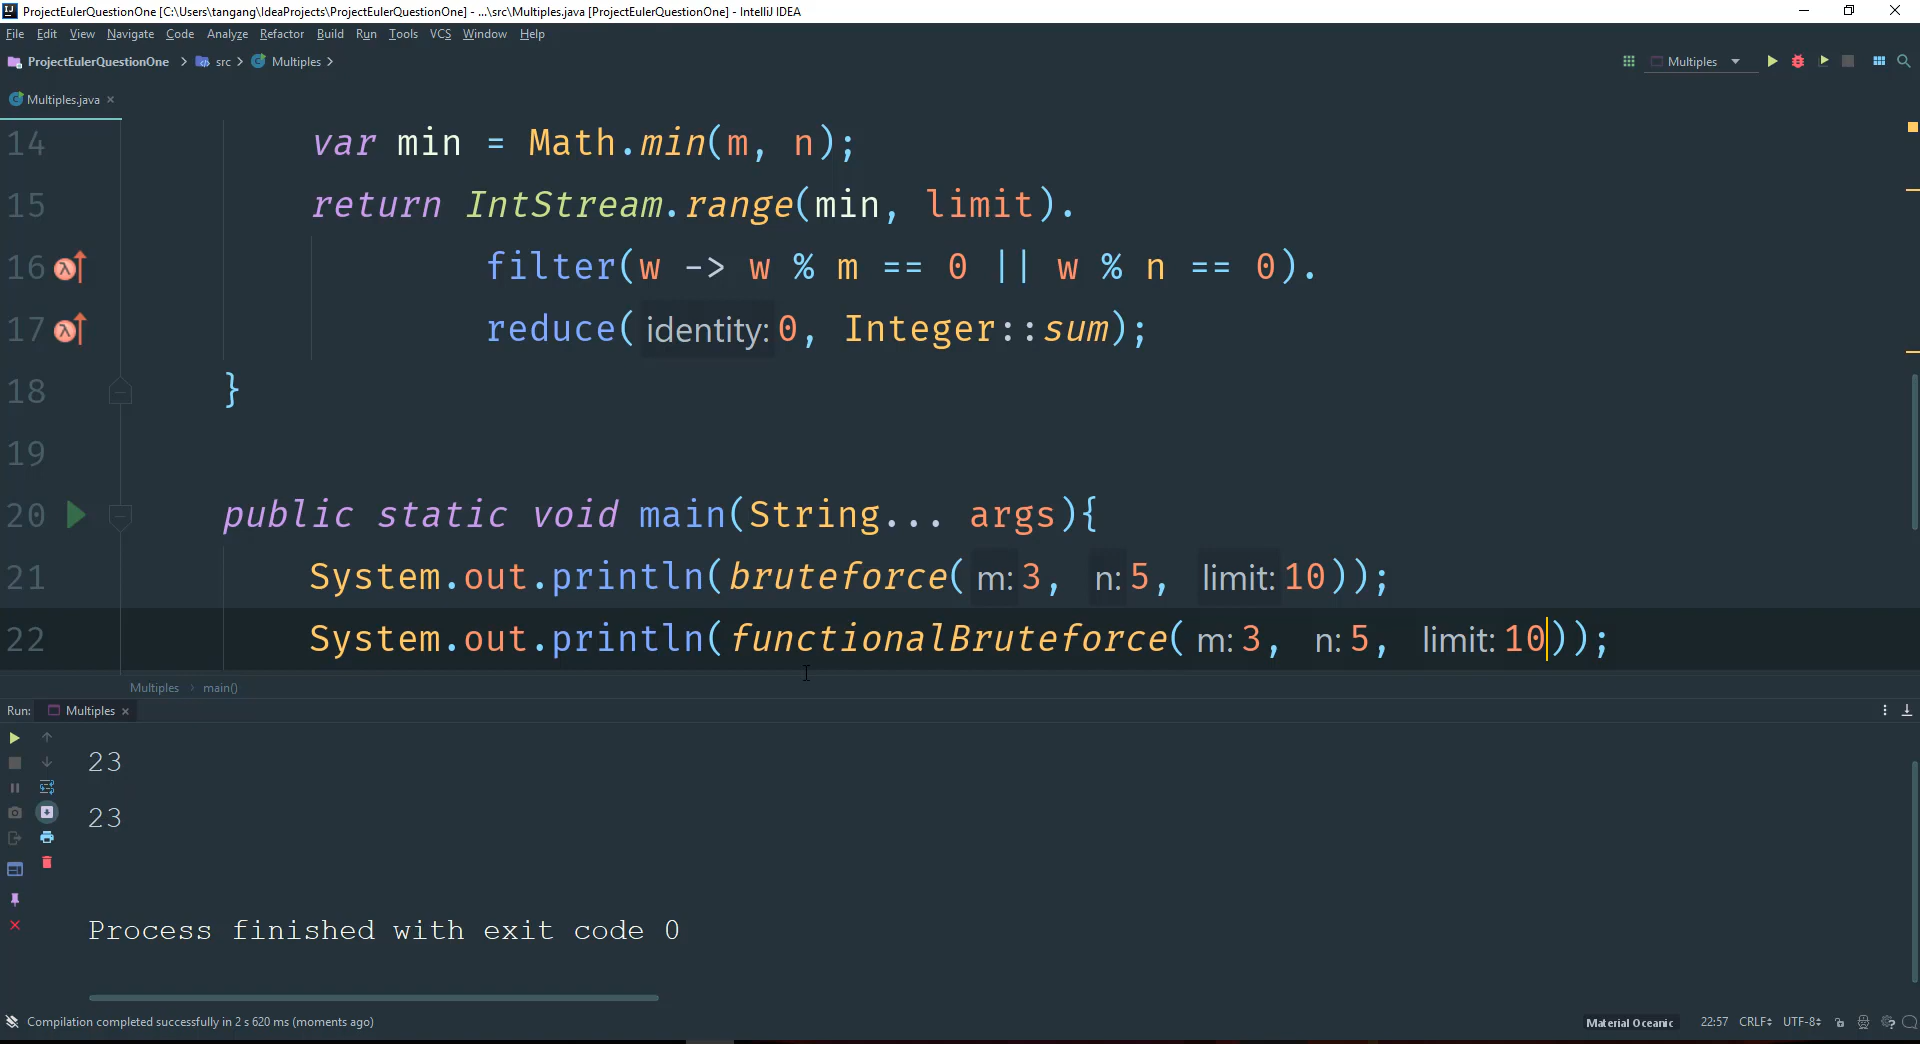 ProjectEulerQuestionOne [C:\Users\tangang\IdeaProjects\ProjectEulerQuestionOne] - ...\src\Multiples.java [ProjectEulerQuestionOne] - IntelliJ IDEA
File Edit View Navigate Code Analyze Refactor Build Run Tools VCS Window Help
ProjectEulerQuestionOne > src > Multiples > Multiples
Multiples.java
14 var min = Math.min(m, n);
15 return IntStream.range(min, limit).
16 filter(w -> w % m == 0 || w % n == 0).
17 reduce( identity: 0, Integer::sum);
18 }
19
20 public static void main(String... args){
21 System.out.println(bruteforce( m: 3, n: 5, limit: 10));
22 System.out.println(functionalBruteforce( m: 3, n: 5, limit: 10));
Multiples > main()
Run: Multiples
23
23
Process finished with exit code 0
Compilation completed successfully in 2 s 620 ms (moments ago) Material Oceanic 22:57 CRLF UTF-8